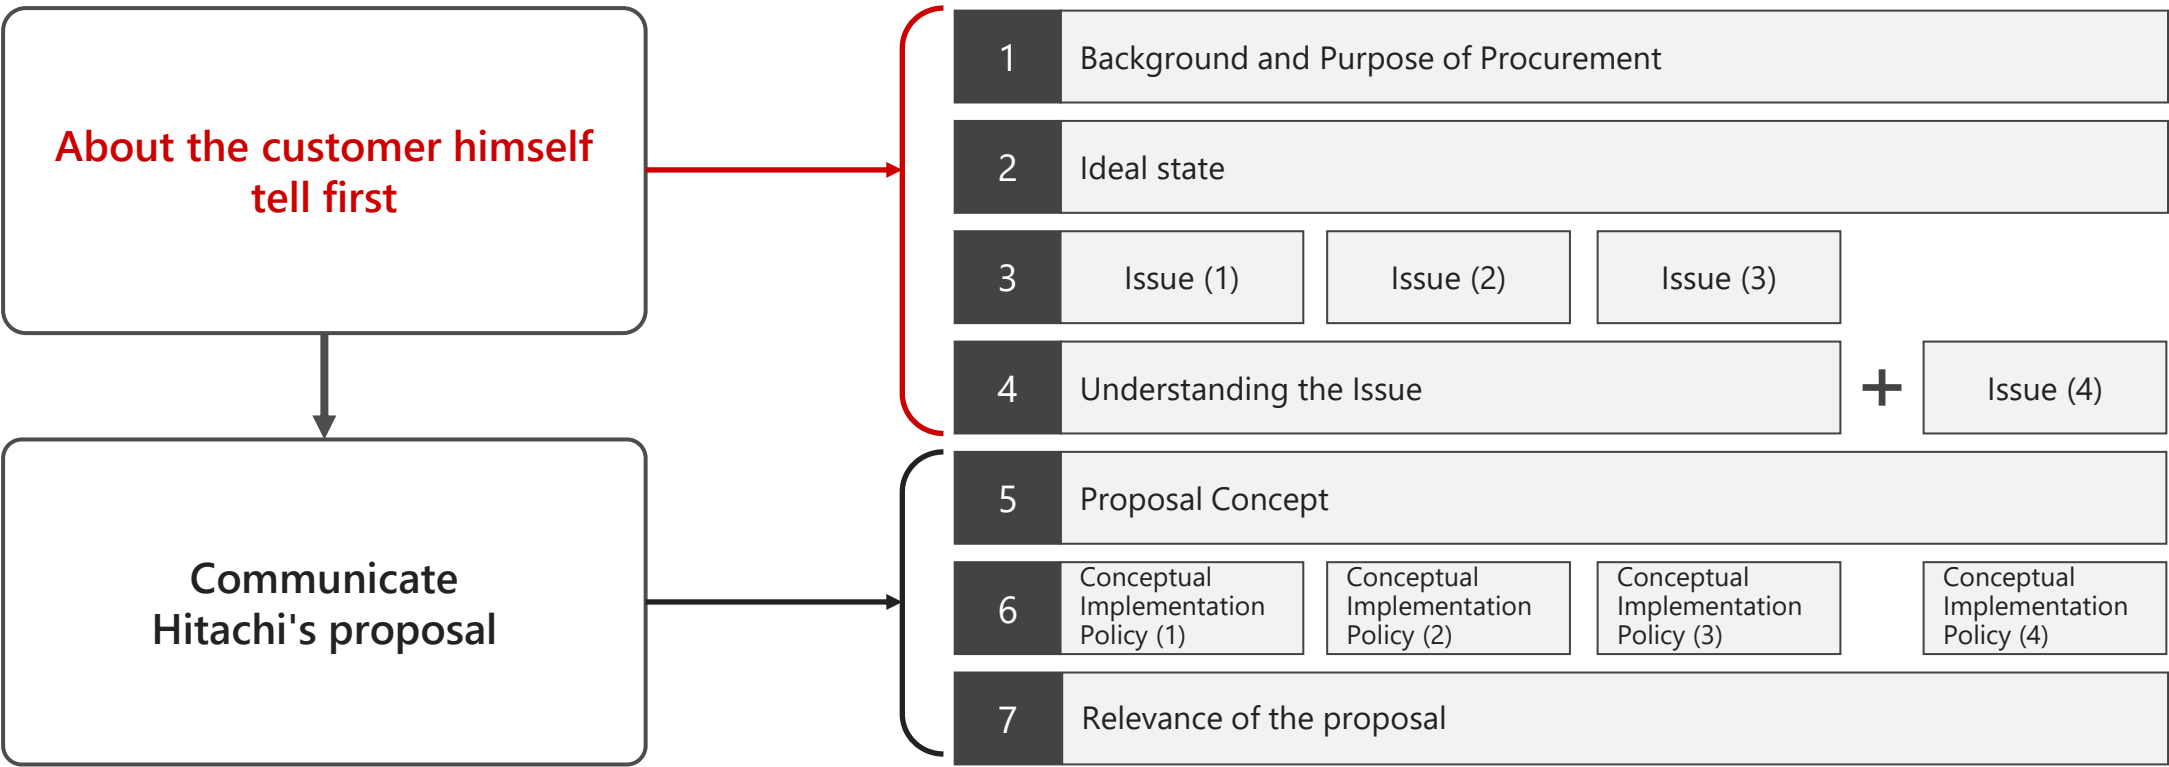 About the customer himself
tell first
Communicate
Hitachi's proposal
1 Background and Purpose of Procurement
2 Ideal state
3 Issue (1) Issue (2) Issue (3)
4 Understanding the Issue + Issue (4)
5 Proposal Concept
6
Conceptual
Implementation
Policy (1)
Conceptual
Implementation
Policy (2)
Conceptual
Implementation
Policy (3)
Conceptual
Implementation
Policy (4)
7 Relevance of the proposal